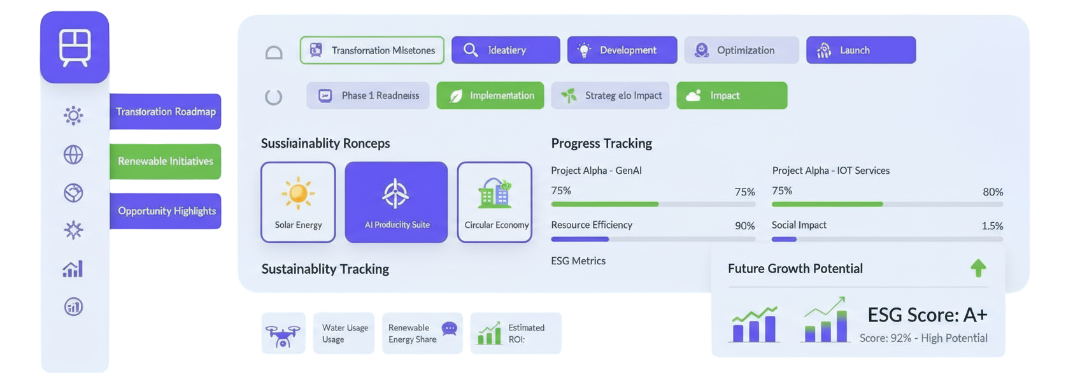 Transfornation Misetones
Ideatiery
Development
Optimization
Launch
Phase 1 Readneiss
Implementation
Strateg elo Impact
Impact
Transforation Roadmap
Renewable Initiatives
Opportunity Highlights
Sussiainablity Ronceps
Solar Energy
AI Producirity Suite
Circular Economy
Sustainablity Tracking
Progress Tracking
Project Alpha - GenAI
75% 75%
Resource Efficiency 90%
ESG Metrics
Project Alpha - IOT Services
75% 80%
Social Impact 1.5%
Future Growth Potential
ESG Score: A+
Score: 92% - High Potential
Water Usage
Usage
Renewable
Energy Share
Estimated
ROI: